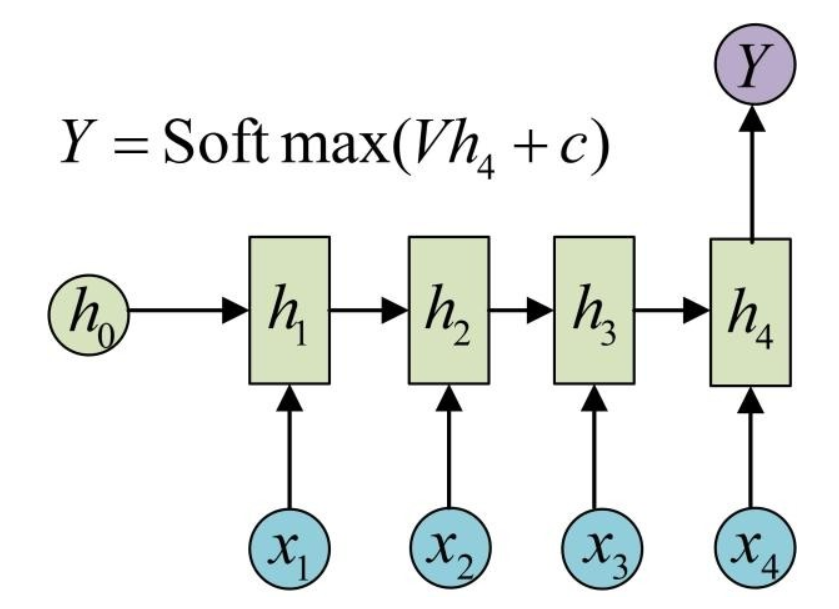 Y
Y = Soft max(Vh₄ + c)
h₀ h₁ h₂ h₃ h₄
x₁ x₂ x₃ x₄